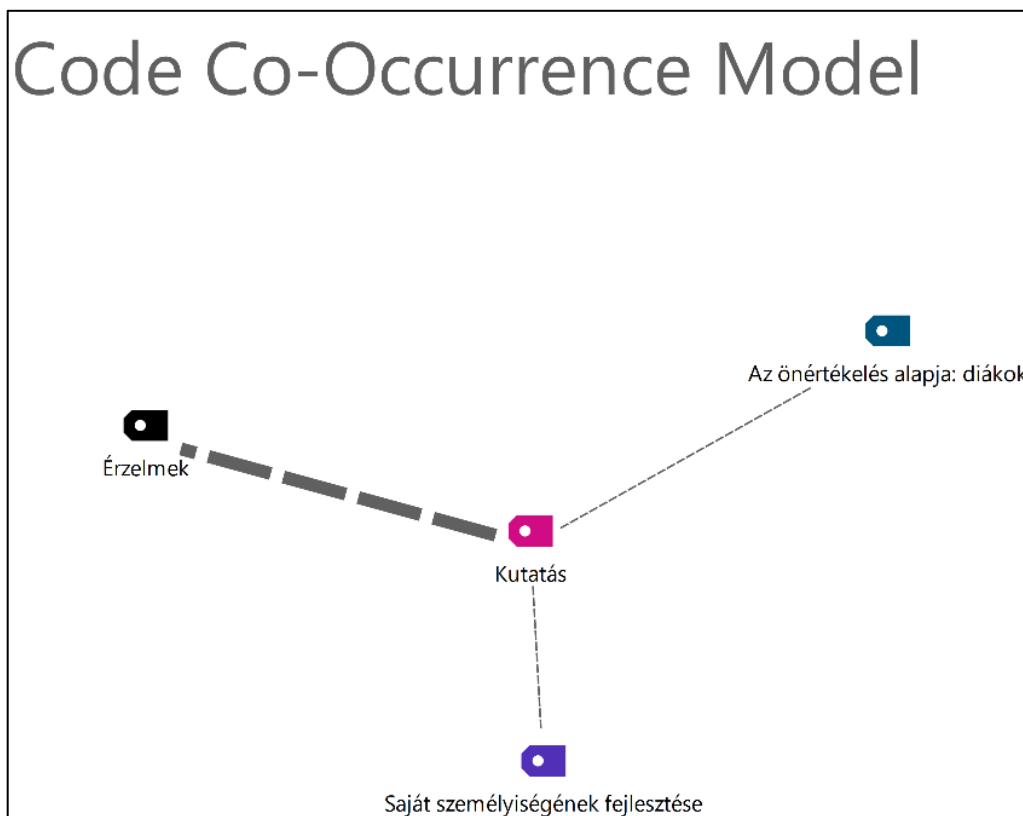 Code Co-Occurrence Model
Az önértékelés alapja: diákok
Érzelmek
Kutatás
Saját személyiségének fejlesztése